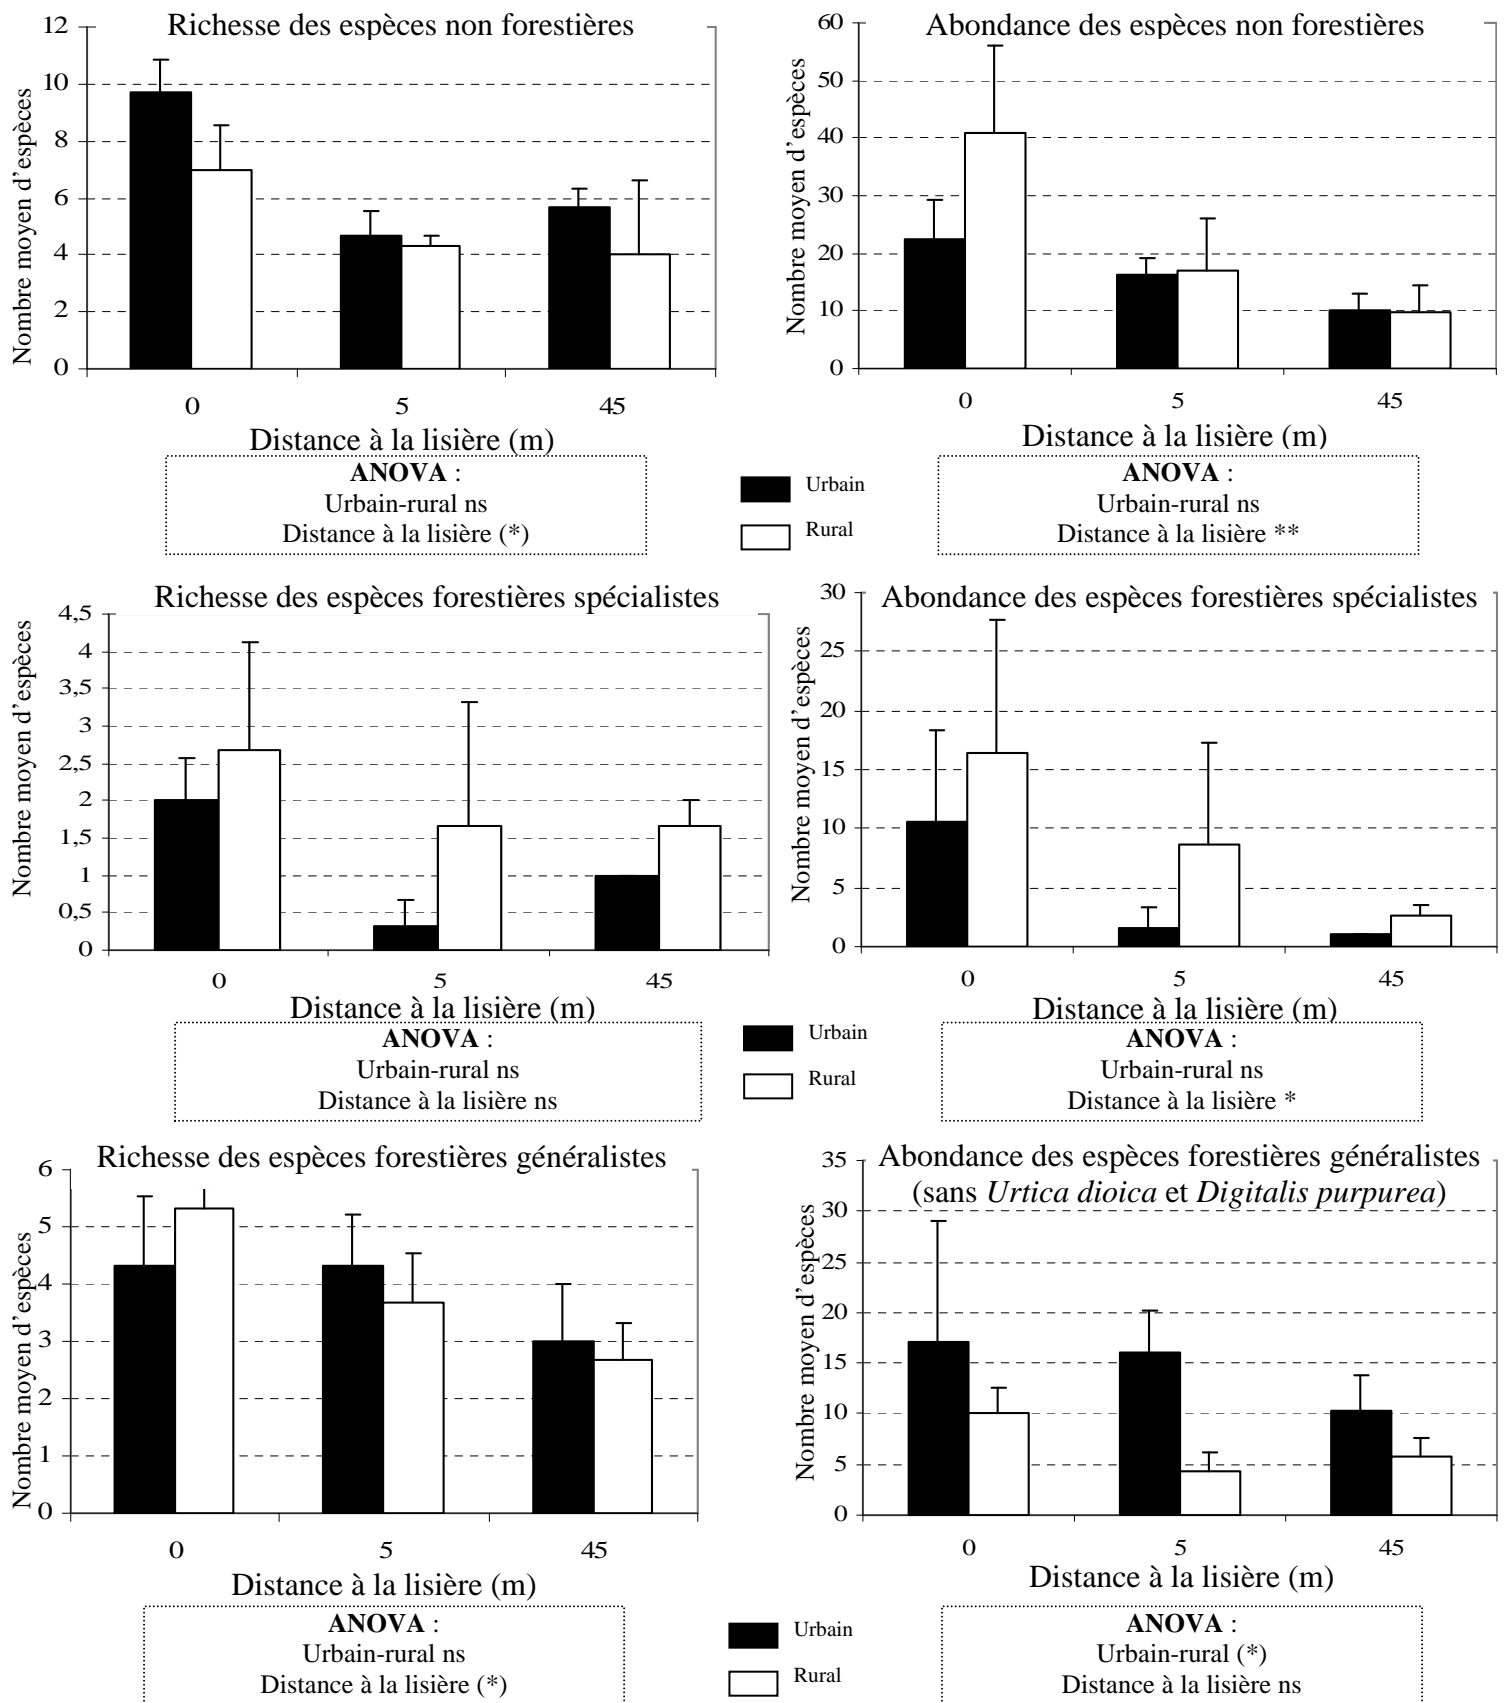 Richesse des espèces non forestières
Nombre moyen d'espèces
12
10
8
6
4
2
0
0
5
45
Distance à la lisière (m)
ANOVA :
Urbain-rural ns
Distance à la lisière (*)
Urbain
Rural
Abondance des espèces non forestières
Nombre moyen d'espèces
60
50
40
30
20
10
0
0
5
45
Distance à la lisière (m)
ANOVA :
Urbain-rural ns
Distance à la lisière **
Richesse des espèces forestières spécialistes
Nombre moyen d'espèces
4,5
4
3,5
3
2,5
2
1,5
1
0,5
0
0
5
45
Distance à la lisière (m)
ANOVA :
Urbain-rural ns
Distance à la lisière ns
Urbain
Rural
Abondance des espèces forestières spécialistes
Nombre moyen d'espèces
30
25
20
15
10
5
0
0
5
45
Distance à la lisière (m)
ANOVA :
Urbain-rural ns
Distance à la lisière *
Richesse des espèces forestières généralistes
Nombre moyen d'espèces
6
5
4
3
2
1
0
0
5
45
Distance à la lisière (m)
ANOVA :
Urbain-rural ns
Distance à la lisière (*)
Urbain
Rural
Abondance des espèces forestières généralistes
(sans Urtica dioica et Digitalis purpurea)
Nombre moyen d'espèces
35
30
25
20
15
10
5
0
0
5
45
Distance à la lisière (m)
ANOVA :
Urbain-rural (*)
Distance à la lisière ns